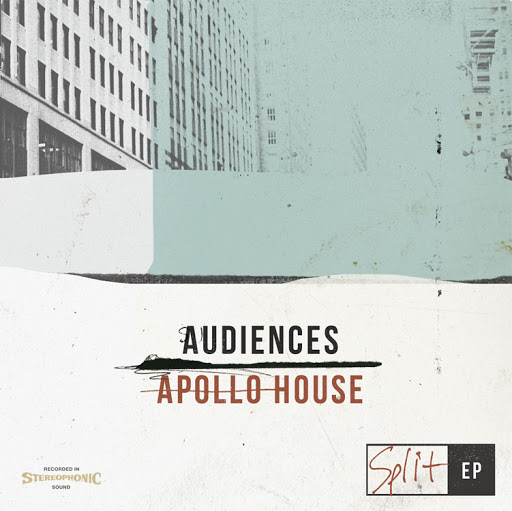 AUDIENCES
APOLLO HOUSE
Split EP
RECORDED IN
STEREOPHONIC
SOUND